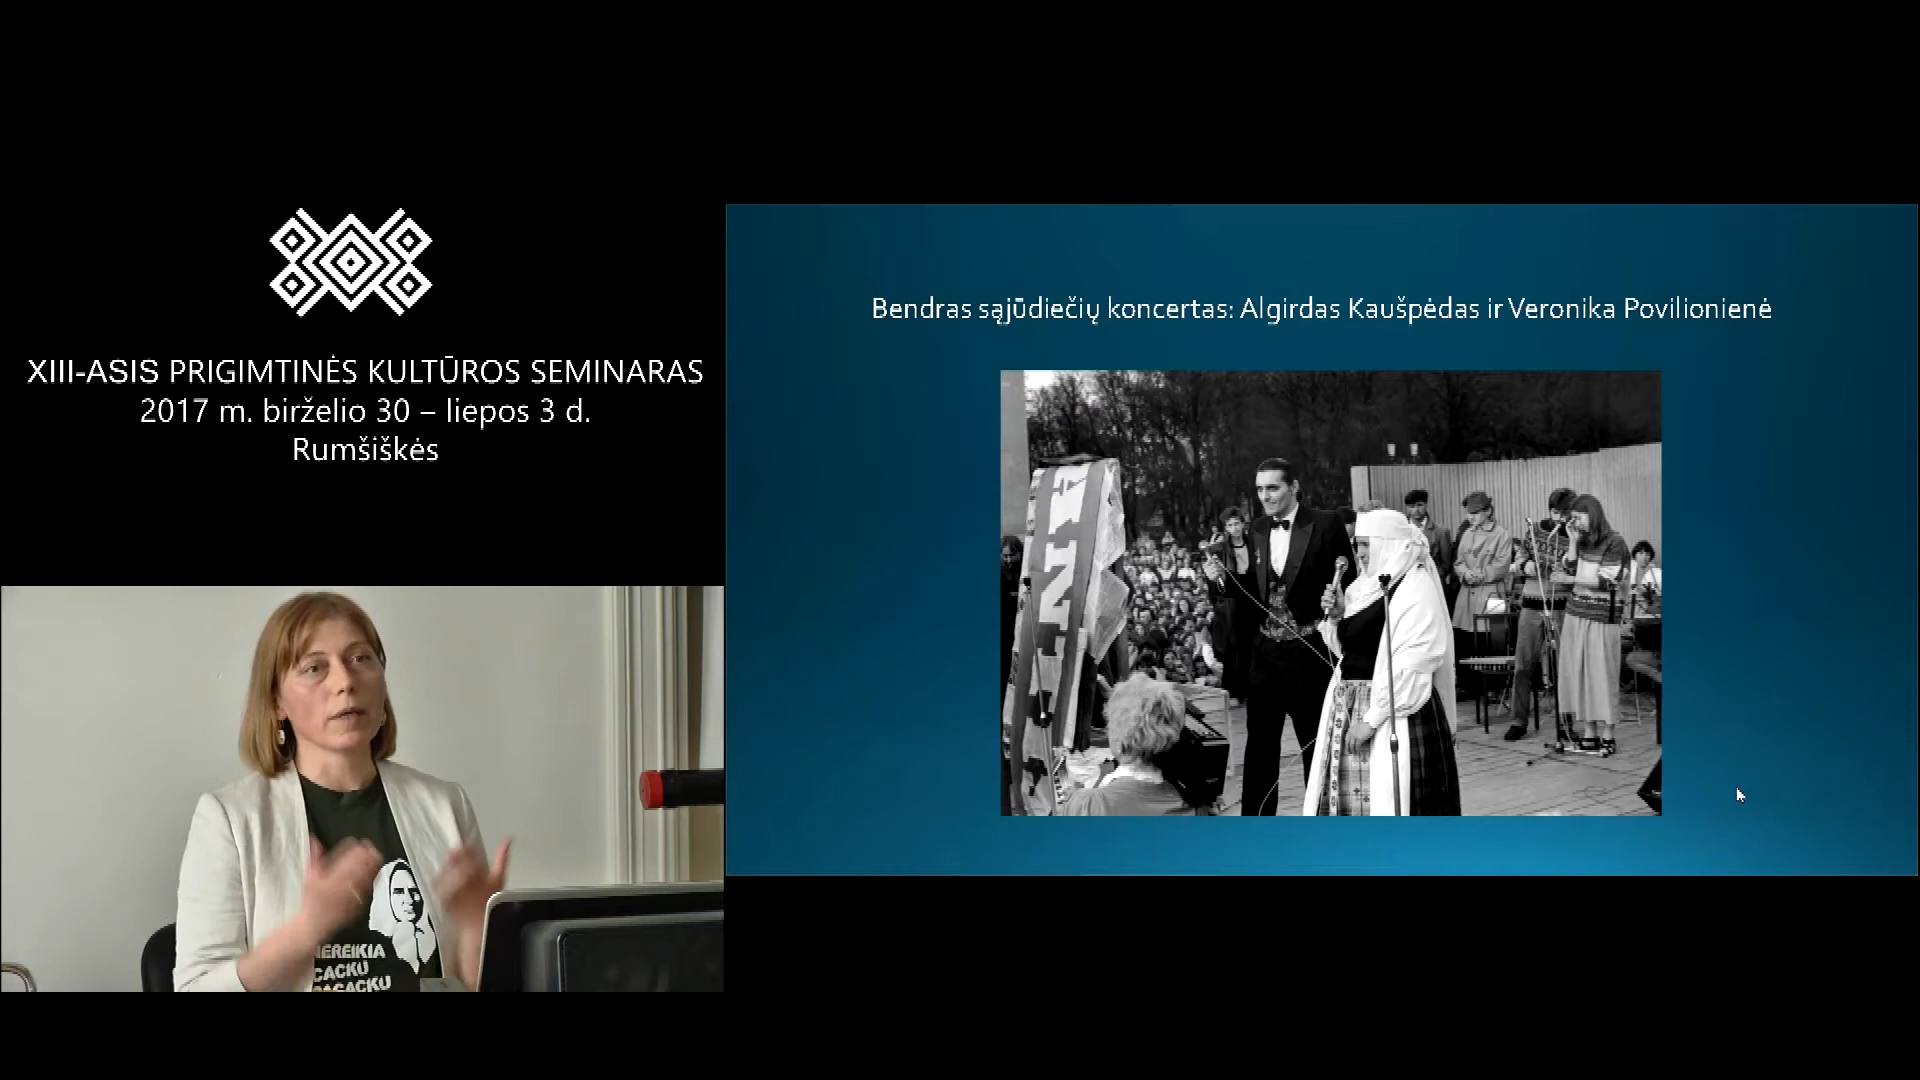 XIII-ASIS PRIGIMTINĖS KULTŪROS SEMINARAS
2017 m. birželio 30 – liepos 3 d.
Rumšiškės
Bendras sąjūdiečių koncertas: Algirdas Kaušpėdas ir Veronika Povilionienė
NEREIKIA
CACKU